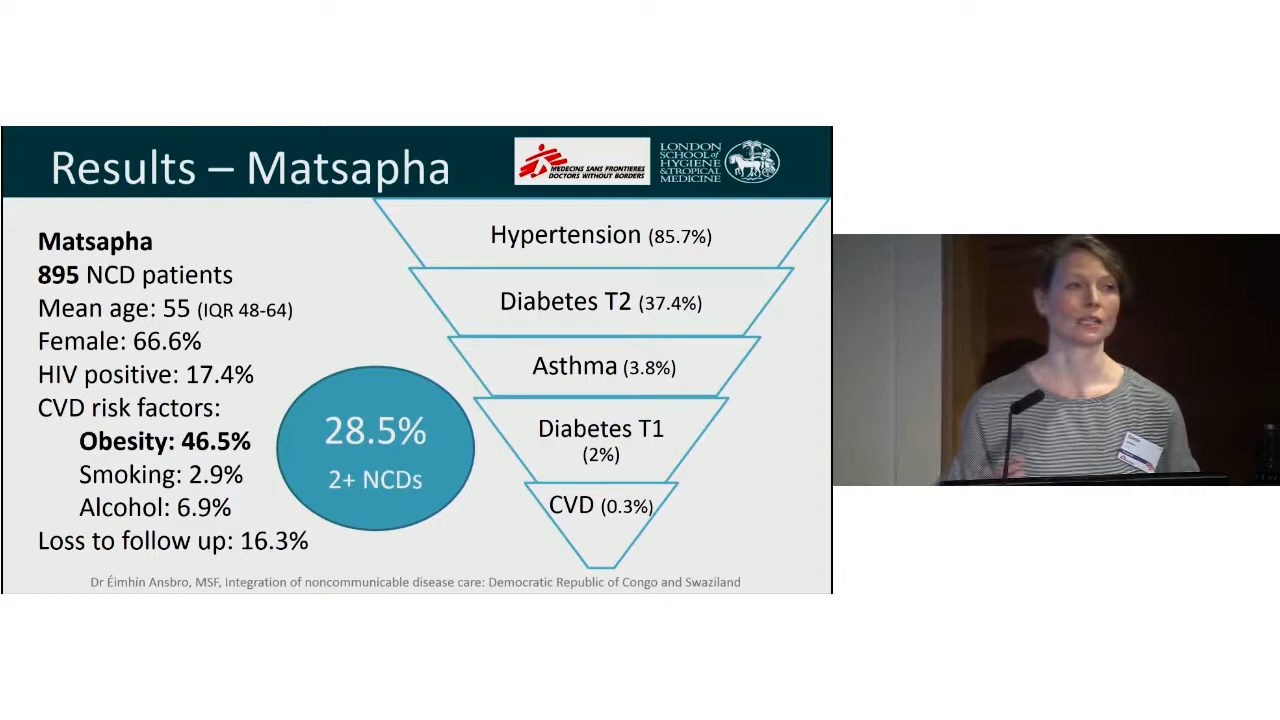 Results – Matsapha
MEDECINS SANS FRONTIERES
DOCTORS WITHOUT BORDERS
LONDON
SCHOOL of
HYGIENE
& TROPICAL
MEDICINE
Matsapha
895 NCD patients
Mean age: 55 (IQR 48-64)
Female: 66.6%
HIV positive: 17.4%
CVD risk factors:
Obesity: 46.5%
Smoking: 2.9%
Alcohol: 6.9%
Loss to follow up: 16.3%
28.5%
2+ NCDs
Hypertension (85.7%)
Diabetes T2 (37.4%)
Asthma (3.8%)
Diabetes T1
(2%)
CVD (0.3%)
Dr Éimhín Ansbro, MSF, Integration of noncommunicable disease care: Democratic Republic of Congo and Swaziland